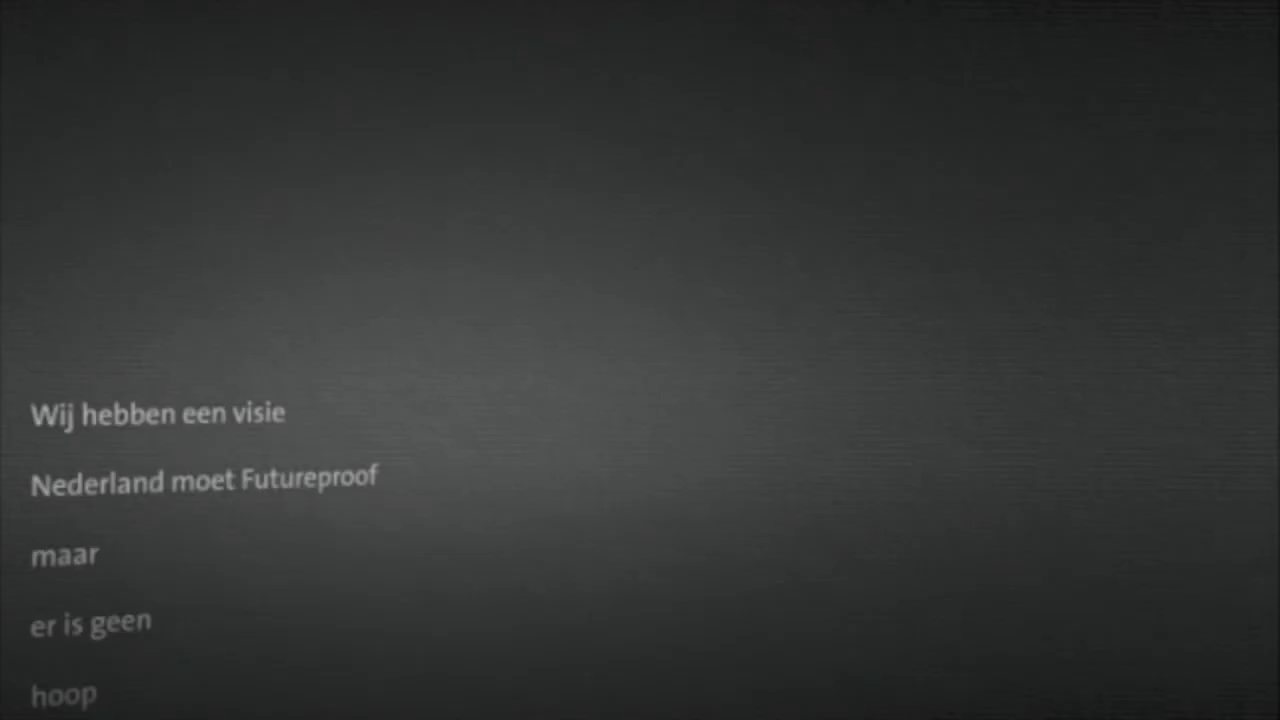 Wij hebben een visie
Nederland moet Futureproof
maar
er is geen
hoop